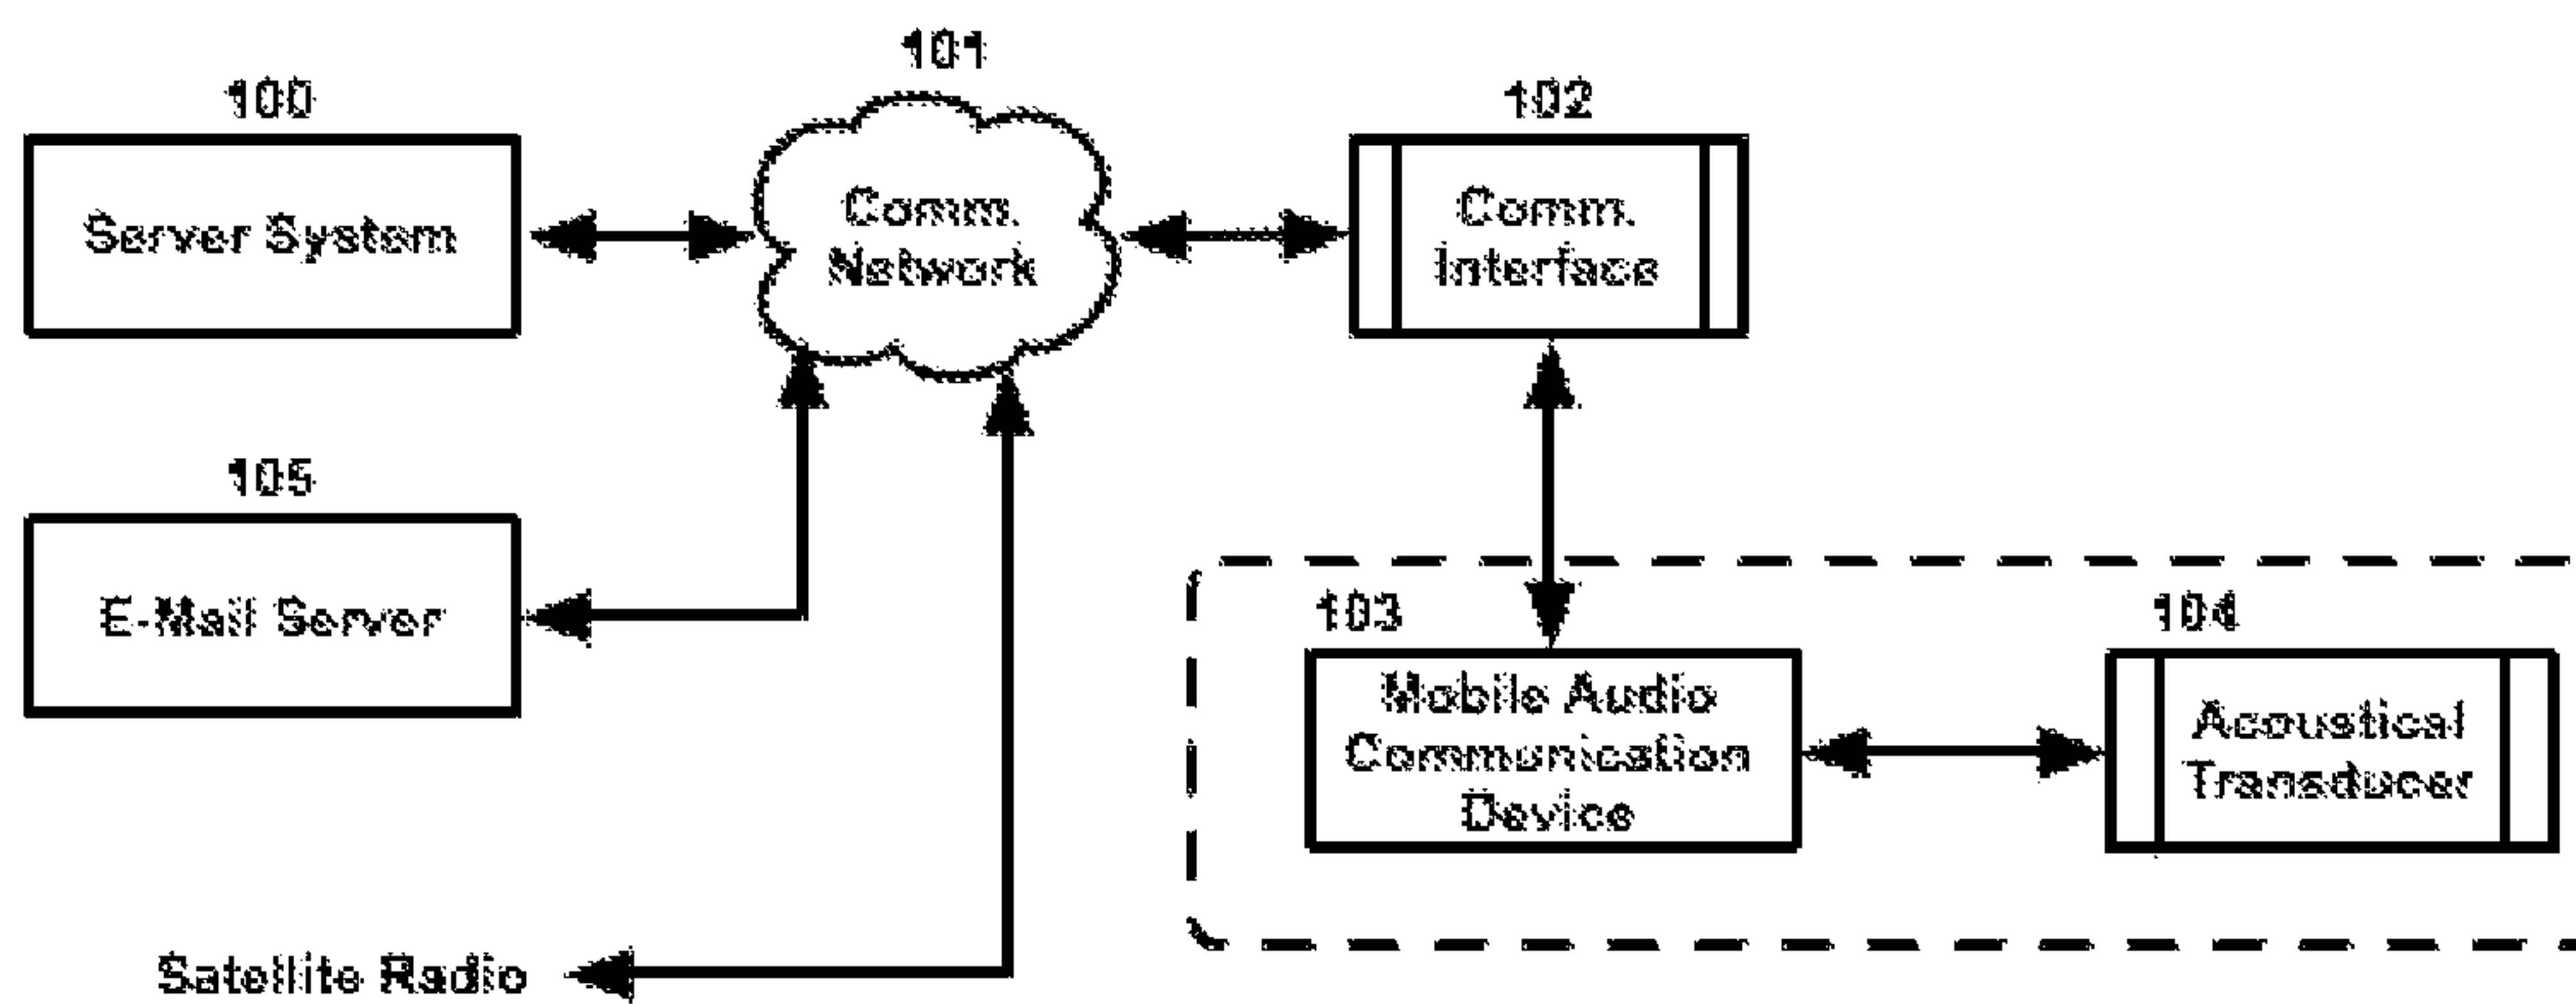 101
100
102
Server System
Comm.
Network
Comm.
Interface
105
E-Mail Server
103
104
Mobile Audio
Communication
Device
Acoustical
Transducer
Satellite Radio